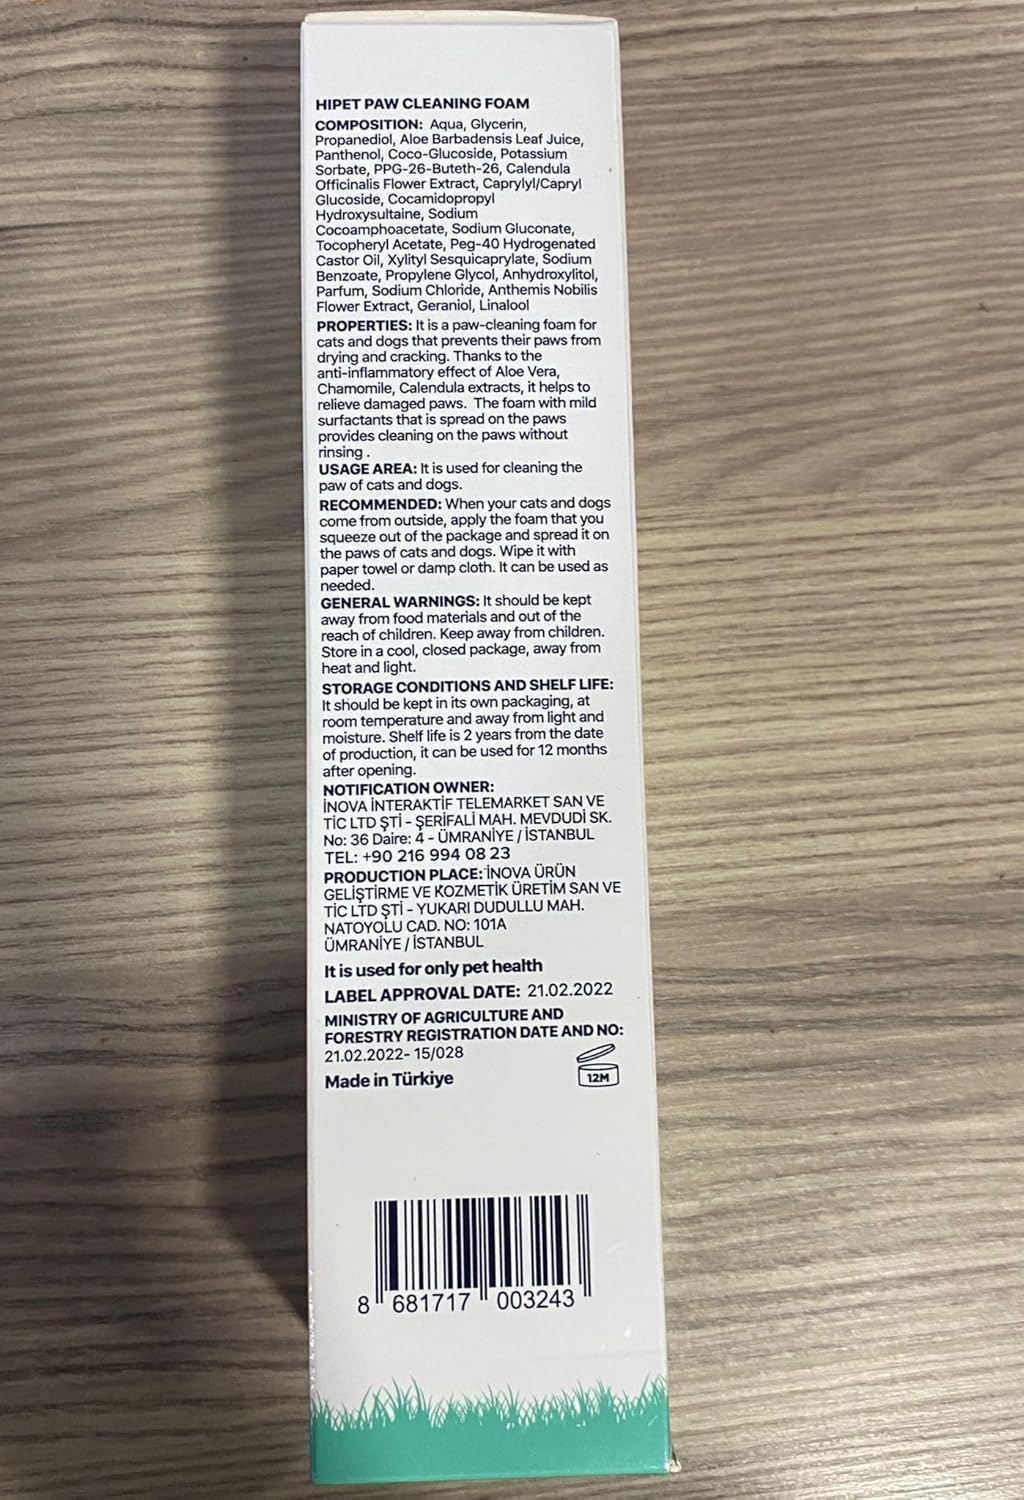 HIPET PAW CLEANING FOAM
COMPOSITION: Aqua, Glycerin,
Propanediol, Aloe Barbadensis Leaf Juice,
Panthenol, Coco-Glucoside, Potassium
Sorbate, PPG-26-Buteth-26, Calendula
Officinalis Flower Extract, Caprylyl/Capryl
Glucoside, Cocamidopropyl
Hydroxysultaine, Sodium
Cocoamphoacetate, Sodium Gluconate,
Tocopheryl Acetate, Peg-40 Hydrogenated
Castor Oil, Xylityl Sesquicaprylate, Sodium
Benzoate, Propylene Glycol, Anhydroxylitol,
Parfum, Sodium Chloride, Anthemis Nobilis
Flower Extract, Geraniol, Linalool
PROPERTIES: It is a paw-cleaning foam for
cats and dogs that prevents their paws from
drying and cracking. Thanks to the
anti-inflammatory effect of Aloe Vera,
Chamomile, Calendula extracts, it helps to
relieve damaged paws. The foam with mild
surfactants that is spread on the paws
provides cleaning on the paws without
rinsing .
USAGE AREA: It is used for cleaning the
paw of cats and dogs.
RECOMMENDED: When your cats and dogs
come from outside, apply the foam that you
squeeze out of the package and spread it on
the paws of cats and dogs. Wipe it with
paper towel or damp cloth. It can be used as
needed.
GENERAL WARNINGS: It should be kept
away from food materials and out of the
reach of children. Keep away from children.
Store in a cool, closed package, away from
heat and light.
STORAGE CONDITIONS AND SHELF LIFE:
It should be kept in its own packaging, at
room temperature and away from light and
moisture. Shelf life is 2 years from the date
of production, it can be used for 12 months
after opening.
NOTIFICATION OWNER:
İNOVA İNTERAKTİF TELEMARKET SAN VE
TİC LTD ŞTİ - ŞERİFALİ MAH. MEVDUDİ SK.
No: 36 Daire: 4 - ÜMRANİYE / İSTANBUL
TEL: +90 216 994 08 23
PRODUCTION PLACE: İNOVA ÜRÜN
GELİŞTİRME VE KOZMETİK ÜRETİM SAN VE
TİC LTD ŞTİ - YUKARI DUDULLU MAH.
NATOYOLU CAD. NO: 101A
ÜMRANİYE / İSTANBUL
It is used for only pet health
LABEL APPROVAL DATE: 21.02.2022
MINISTRY OF AGRICULTURE AND
FORESTRY REGISTRATION DATE AND NO:
21.02.2022- 15/028
Made in Türkiye
12M
8 681717 003243